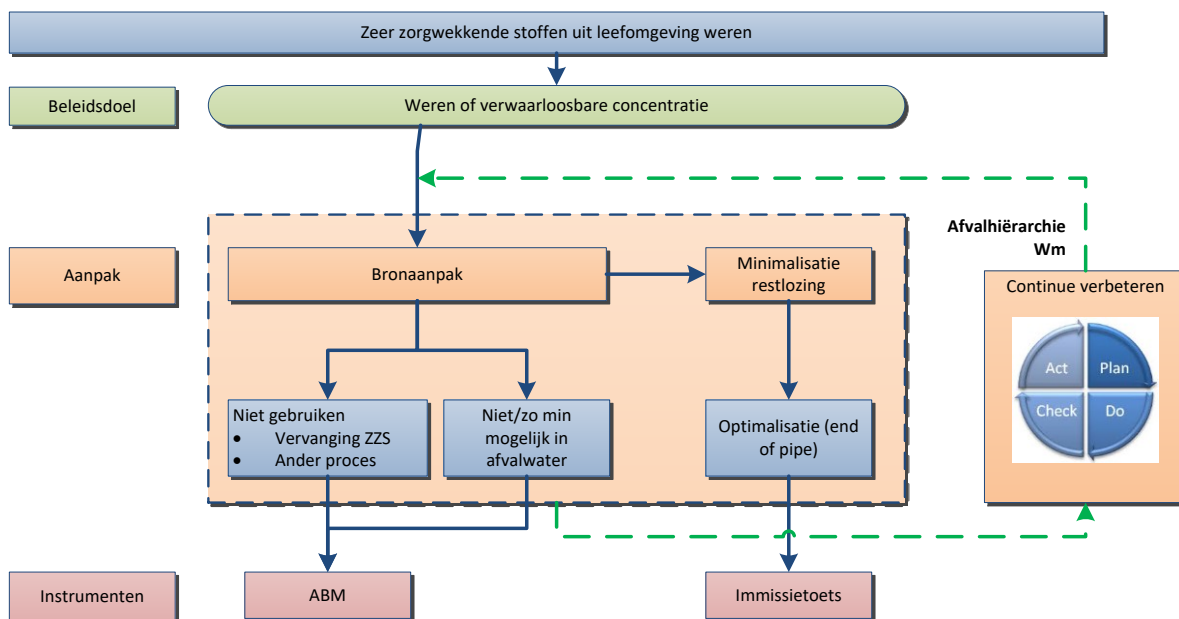 Zeer zorgwekkende stoffen uit leefomgeving weren
Beleidsdoel
Weren of verwaarloosbare concentratie
Afvalhiërarchie
Wm
Aanpak
Bronaanpak
Minimalisatie
restlozing
Continue verbeteren
Act
Plan
Check
Do
Niet gebruiken
• Vervanging ZZS
• Ander proces
Niet/zo min
mogelijk in
afvalwater
Optimalisatie (end
of pipe)
Instrumenten
ABM
Immissietoets